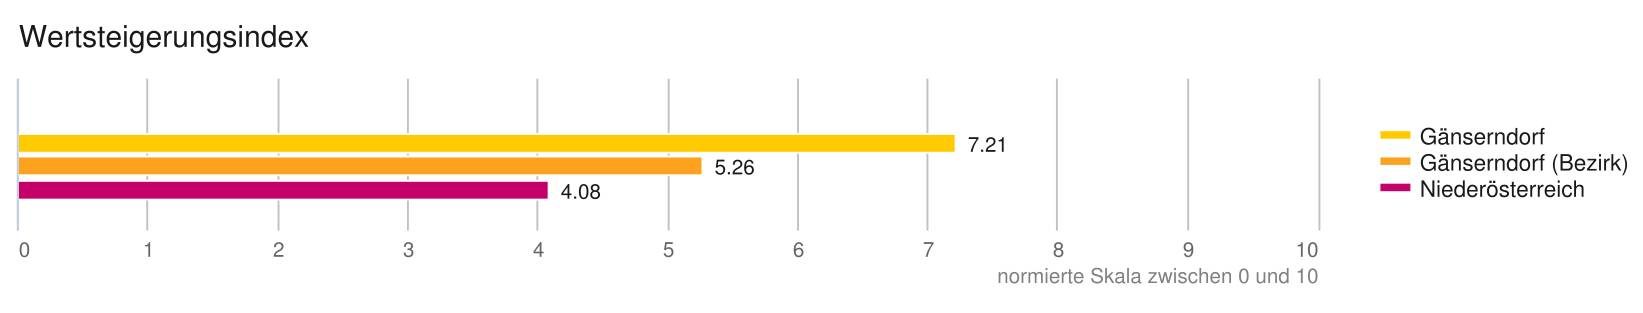 Wertsteigerungsindex
7.21
5.26
4.08
0 1 2 3 4 5 6 7 8 9 10
normierte Skala zwischen 0 und 10
Gänserndorf
Gänserndorf (Bezirk)
Niederösterreich